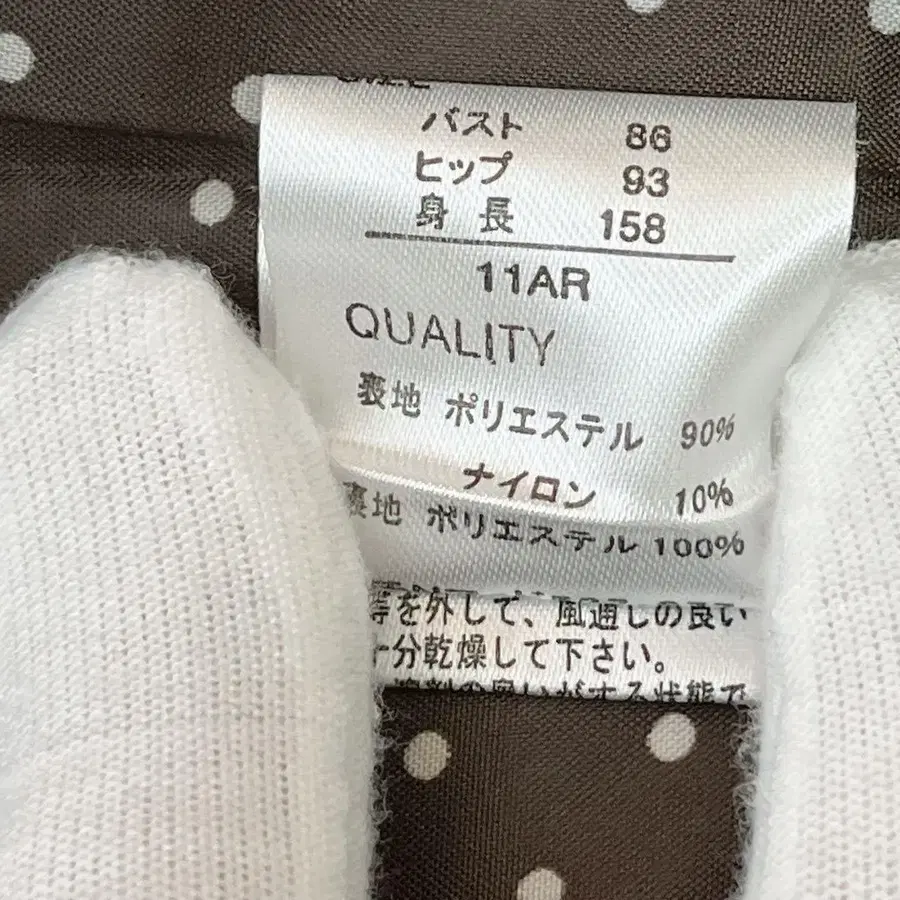 バスト 86
ヒップ 93
身長 158
11AR
QUALITY
表地 ポリエステル 90%
ナイロン 10%
裏地 ポリエステル 100%
等を外して、風通しの良い
十分乾燥して下さい。